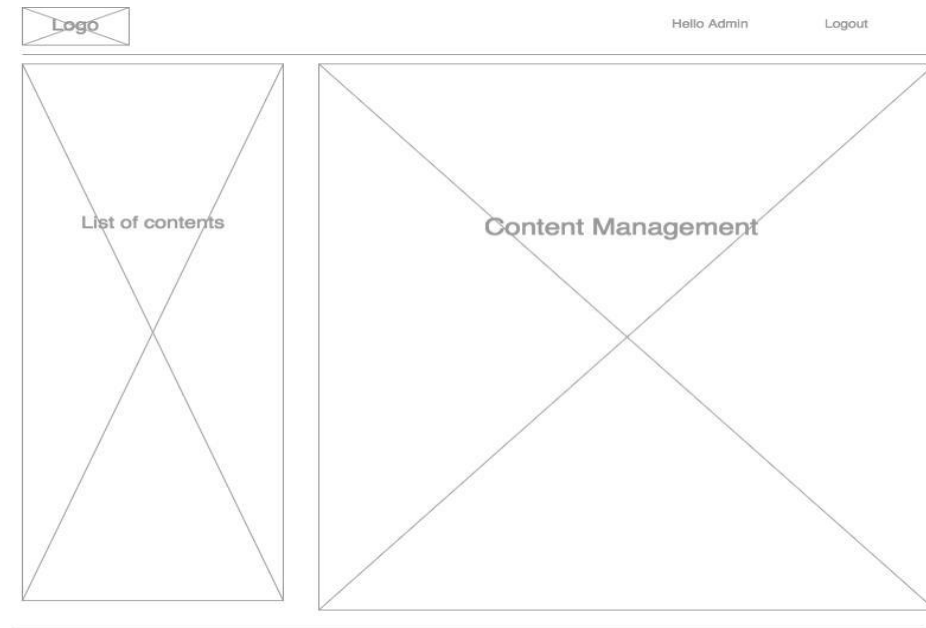 Logo
Hello Admin
Logout
List of contents
Content Management